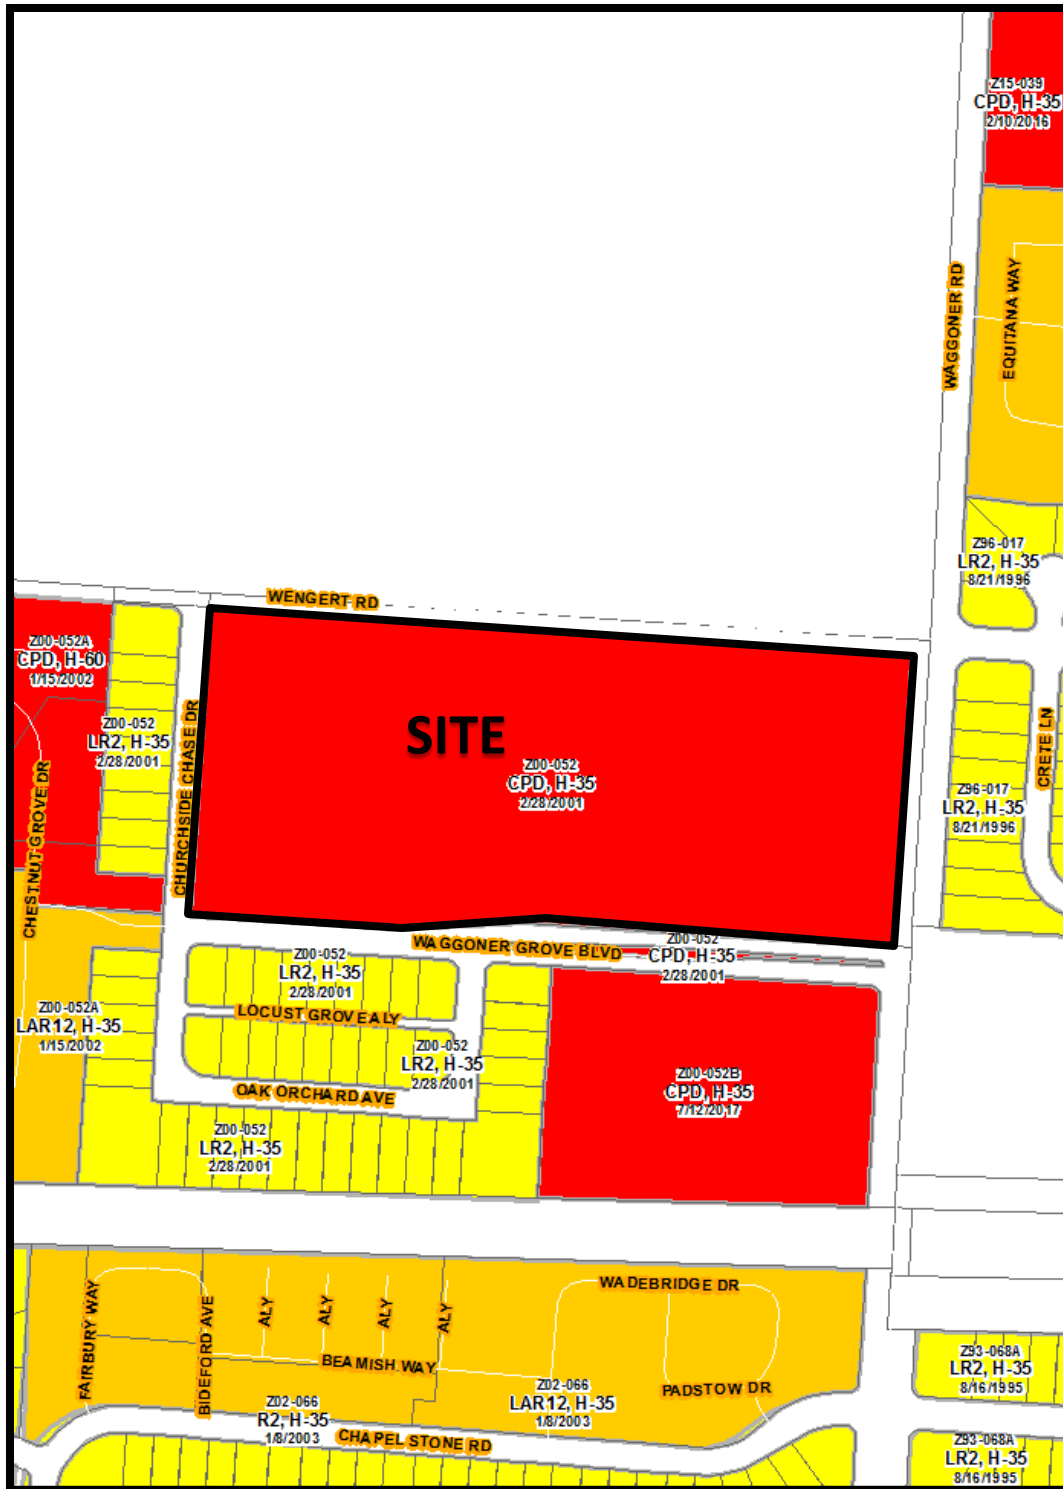 Z15-039
CPD, H-35
2/10/2016
WAGGONER RD
EQUITANA WAY
Z96-017
LR2, H-35
8/21/1996
WENGERT RD
Z00-052A
CPD, H-60
1/15/2002
Z00-052
LR2, H-35
2/28/2001
CHURCHSIDE CHASE DR
CHESTNUT GROVE DR
SITE
Z00-052
CPD, H-35
2/28/2001
CRETE LN
Z96-017
LR2, H-35
8/21/1996
WAGGONER GROVE BLVD
Z00-052
CPD, H-35
2/28/2001
Z00-052
LR2, H-35
2/28/2001
LOCUST GROVE ALY
Z00-052A
LAR12, H-35
1/15/2002
Z00-052
LR2, H-35
2/28/2001
OAK ORCHARD AVE
Z00-052B
CPD, H-35
7/12/2017
Z00-052
LR2, H-35
2/28/2001
FAIRBURY WAY
BIDEFORD AVE
ALY
ALY
ALY
ALY
WADEBRIDGE DR
BEAMISH WAY
PADSTOW DR
Z02-066
R2, H-35
1/8/2003
Z02-066
LAR12, H-35
1/8/2003
CHAPEL STONE RD
Z93-068A
LR2, H-35
8/16/1995
Z93-068A
LR2, H-35
8/16/1995